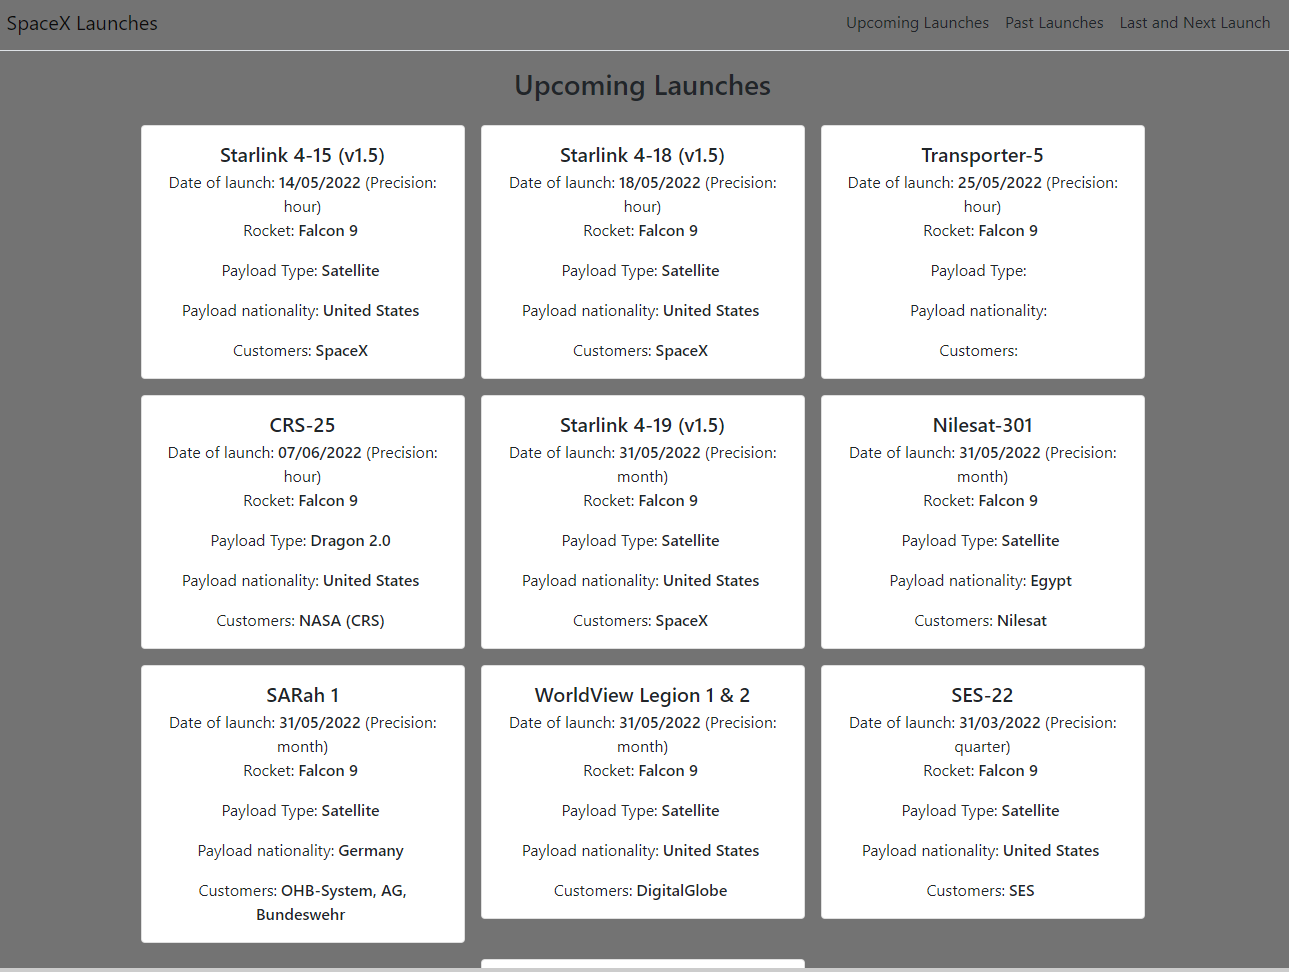 SpaceX Launches
Upcoming Launches
Past Launches
Last and Next Launch
Upcoming Launches
Starlink 4-15 (v1.5)
Date of launch: 14/05/2022 (Precision:
hour)
Rocket: Falcon 9
Payload Type: Satellite
Payload nationality: United States
Customers: SpaceX
Starlink 4-18 (v1.5)
Date of launch: 18/05/2022 (Precision:
hour)
Rocket: Falcon 9
Payload Type: Satellite
Payload nationality: United States
Customers: SpaceX
Transporter-5
Date of launch: 25/05/2022 (Precision:
hour)
Rocket: Falcon 9
Payload Type:
Payload nationality:
Customers:
CRS-25
Date of launch: 07/06/2022 (Precision:
hour)
Rocket: Falcon 9
Payload Type: Dragon 2.0
Payload nationality: United States
Customers: NASA (CRS)
Starlink 4-19 (v1.5)
Date of launch: 31/05/2022 (Precision:
month)
Rocket: Falcon 9
Payload Type: Satellite
Payload nationality: United States
Customers: SpaceX
Nilesat-301
Date of launch: 31/05/2022 (Precision:
month)
Rocket: Falcon 9
Payload Type: Satellite
Payload nationality: Egypt
Customers: Nilesat
SARah 1
Date of launch: 31/05/2022 (Precision:
month)
Rocket: Falcon 9
Payload Type: Satellite
Payload nationality: Germany
Customers: OHB-System, AG,
Bundeswehr
WorldView Legion 1 & 2
Date of launch: 31/05/2022 (Precision:
month)
Rocket: Falcon 9
Payload Type: Satellite
Payload nationality: United States
Customers: DigitalGlobe
SES-22
Date of launch: 31/03/2022 (Precision:
quarter)
Rocket: Falcon 9
Payload Type: Satellite
Payload nationality: United States
Customers: SES